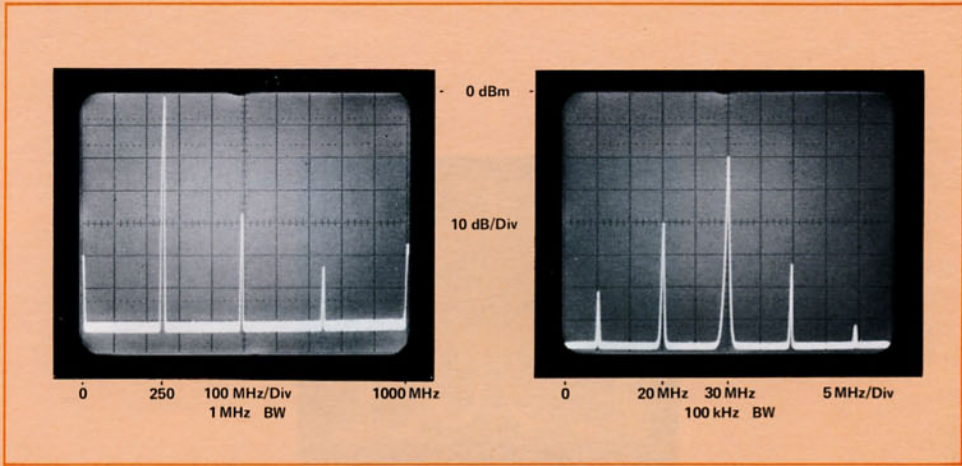 - 0 dBm -
10 dB/Div
0 250 100 MHz/Div 1000 MHz
1 MHz BW
0 20 MHz 30 MHz 5 MHz/Div
100 kHz BW